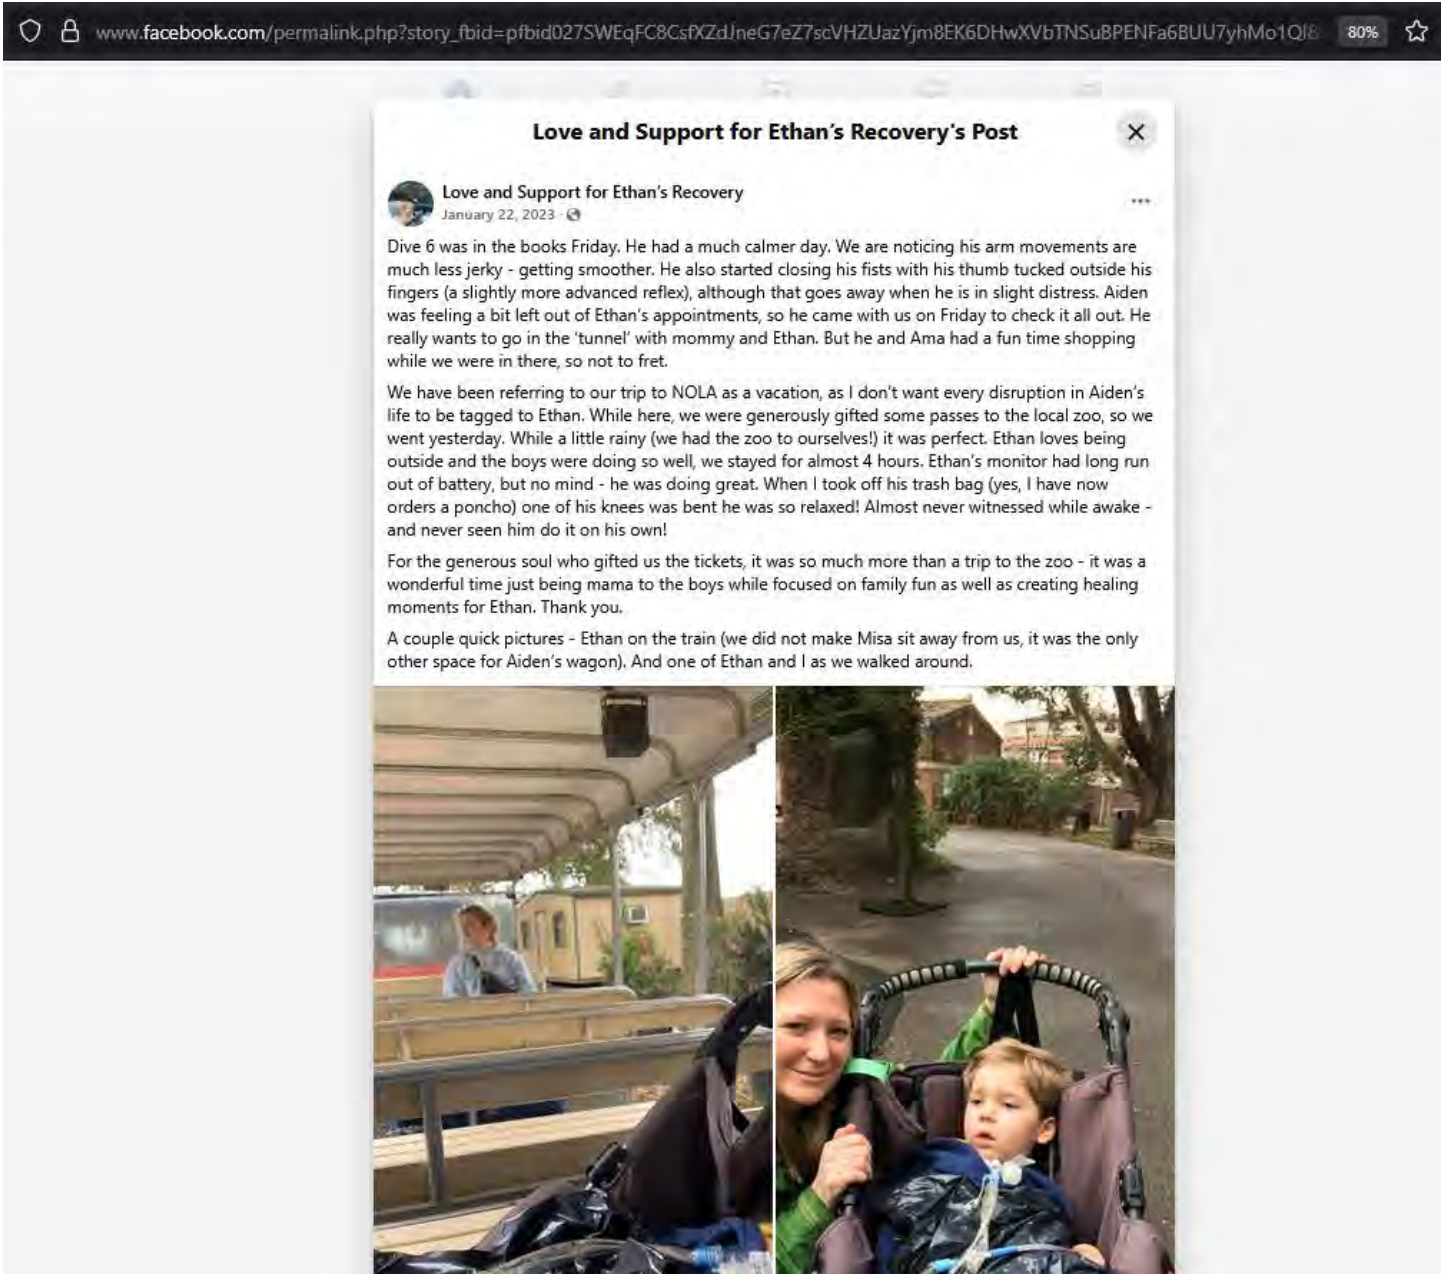 www.facebook.com/permalink.php?story_fbid=pfbid027SWEqFC8CsfXZdJneG7eZ7scVHZUazYjm8EK6DHwXVbTNSuBPENFa6BUU7yhMo1Ql& 80%
Love and Support for Ethan's Recovery's Post
Love and Support for Ethan's Recovery
January 22, 2023 ·
Dive 6 was in the books Friday. He had a much calmer day. We are noticing his arm movements are
much less jerky - getting smoother. He also started closing his fists with his thumb tucked outside his
fingers (a slightly more advanced reflex), although that goes away when he is in slight distress. Aiden
was feeling a bit left out of Ethan's appointments, so he came with us on Friday to check it all out. He
really wants to go in the 'tunnel' with mommy and Ethan. But he and Ama had a fun time shopping
while we were in there, so not to fret.
We have been referring to our trip to NOLA as a vacation, as I don't want every disruption in Aiden's
life to be tagged to Ethan. While here, we were generously gifted some passes to the local zoo, so we
went yesterday. While a little rainy (we had the zoo to ourselves!) it was perfect. Ethan loves being
outside and the boys were doing so well, we stayed for almost 4 hours. Ethan's monitor had long run
out of battery, but no mind - he was doing great. When I took off his trash bag (yes, I have now
orders a poncho) one of his knees was bent he was so relaxed! Almost never witnessed while awake -
and never seen him do it on his own!
For the generous soul who gifted us the tickets, it was so much more than a trip to the zoo - it was a
wonderful time just being mama to the boys while focused on family fun as well as creating healing
moments for Ethan. Thank you.
A couple quick pictures - Ethan on the train (we did not make Misa sit away from us, it was the only
other space for Aiden's wagon). And one of Ethan and I as we walked around.